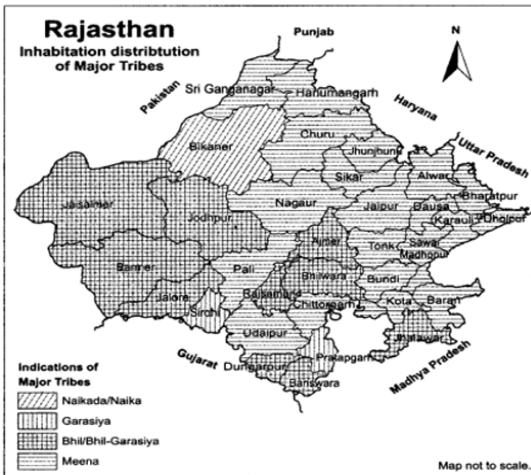 Rajasthan
Inhabitation distribtution
of Major Tribes
Punjab
N
Pakistan
Sri Ganganagar
Hanumangarh
Haryana
Bikaner
Churu
Jhunjhunu
Uttar Pradesh
Sikar
Alwar
Bharatpur
Jaisalmer
Jodhpur
Nagaur
Jaipur
Dausa
Karauli
Dholpur
Ajmer
Tonk
Sawai
Madhopur
Barmer
Pali
Bhilwara
Bundi
Jalore
Rajsamand
Sirohi
Chittorgarh
Kota
Baran
Udaipur
Jhalawar
Gujarat
Dungarpur
Pratapgarh
Banswara
Madhya Pradesh
Indications of
Major Tribes
Naikada/Naika
Garasiya
Bhil/Bhil-Garasiya
Meena
Map not to scale.